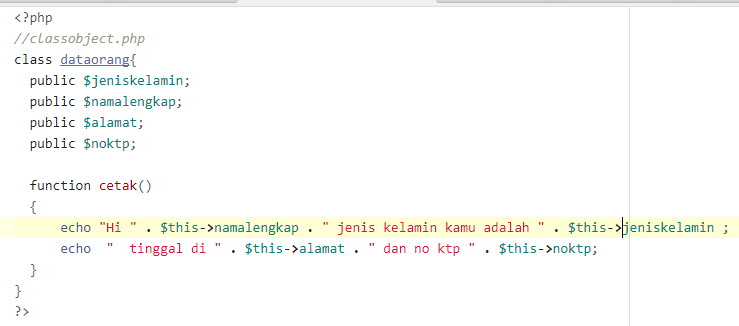 <?php
//classobject.php
class dataorang{
  public $jeniskelamin;
  public $namalengkap;
  public $alamat;
  public $noktp;

  function cetak()
  {
      echo "Hi " . $this->namalengkap . " jenis kelamin kamu adalah " . $this->jeniskelamin ;
      echo  "  tinggal di " . $this->alamat . " dan no ktp " . $this->noktp;
  }
}
?>